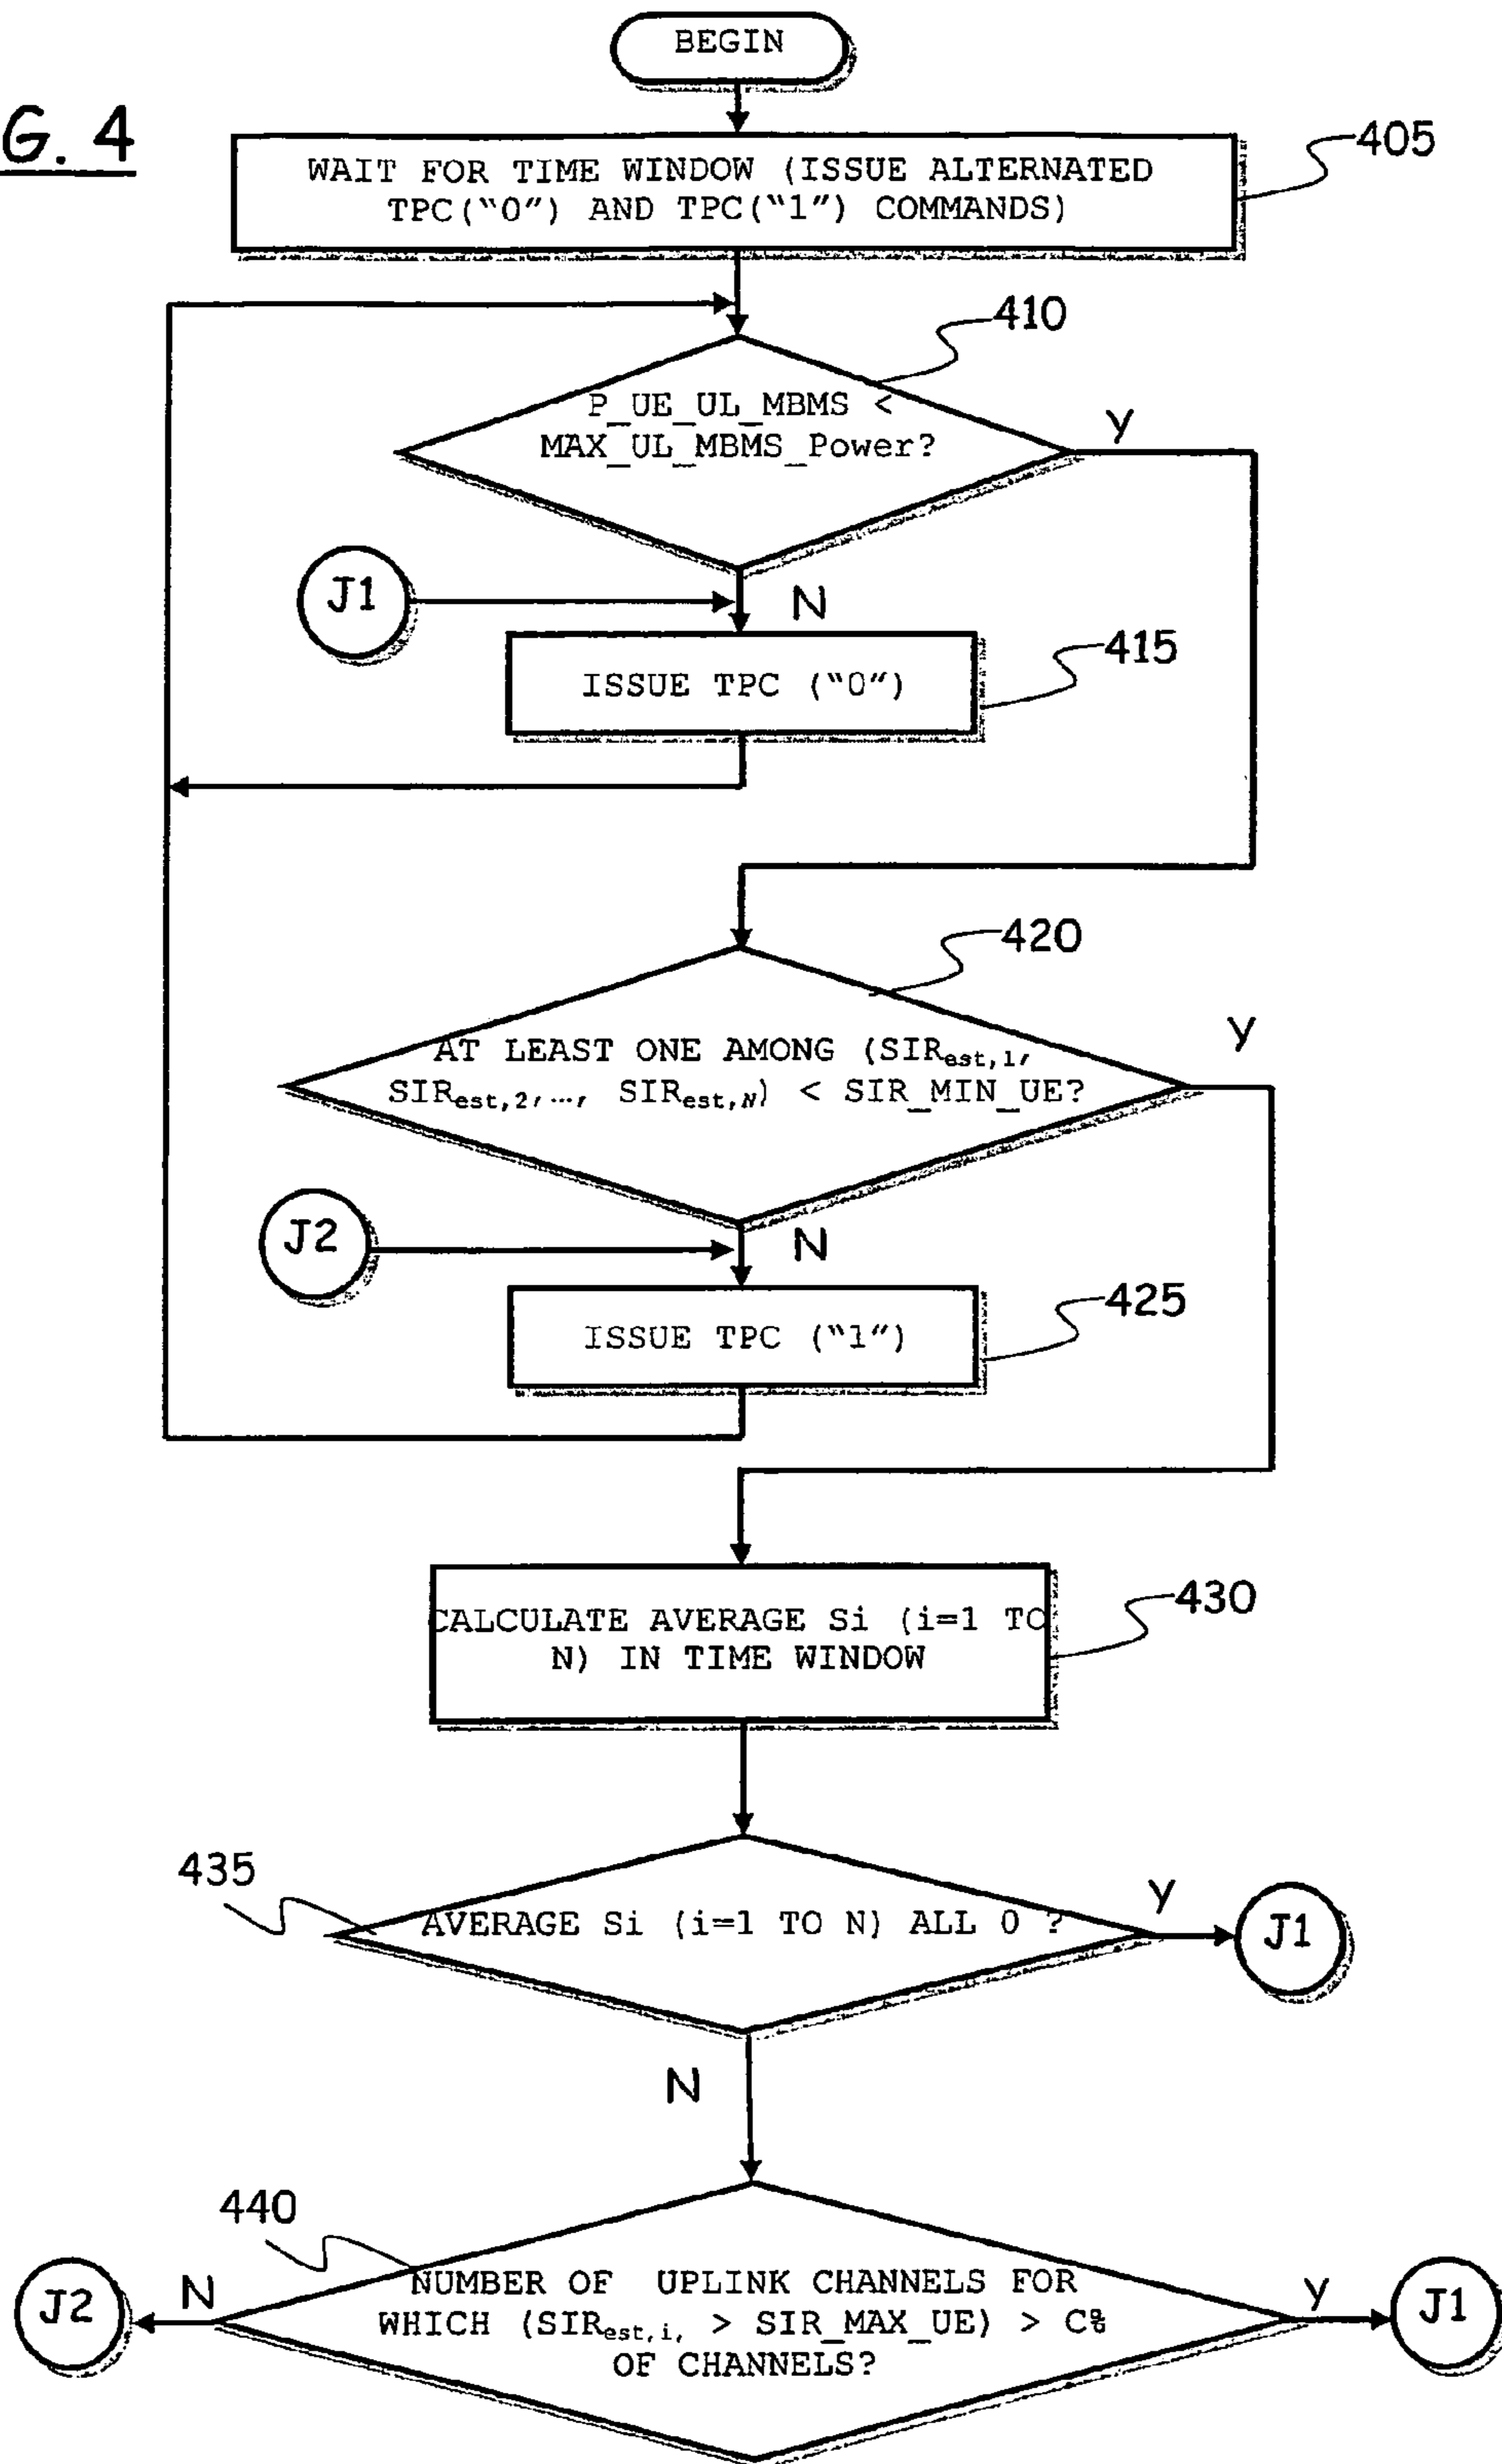 G. 4
BEGIN
WAIT FOR TIME WINDOW (ISSUE ALTERNATED
TPC("0") AND TPC("1") COMMANDS)
405
410
P_UE_UL_MBMS <
MAX_UL_MBMS_Power?
Y
J1
N
415
ISSUE TPC ("0")
420
AT LEAST ONE AMONG (SIRest,1,
SIRest,2,…, SIRest,N) < SIR_MIN_UE?
Y
J2
N
425
ISSUE TPC ("1")
430
CALCULATE AVERAGE Si (i=1 TO
N) IN TIME WINDOW
435
AVERAGE Si (i=1 TO N) ALL 0 ?
Y
J1
N
440
NUMBER OF UPLINK CHANNELS FOR
WHICH (SIRest,i, > SIR_MAX_UE) > C%
OF CHANNELS?
J2
N
Y
J1